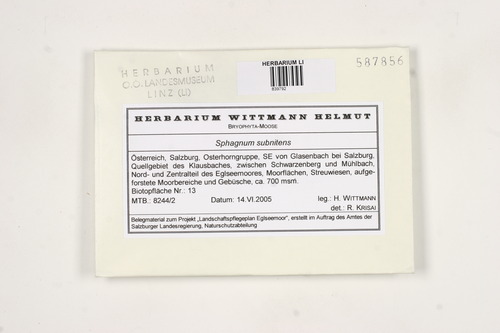 HERBARIUM
O.Ö. LANDESMUSEUM
LINZ (LI)
HERBARIUM LI
839792
587856
HERBARIUM WITTMANN HELMUT
BRYOPHYTA-MOOSE
Sphagnum subnitens
Österreich, Salzburg, Osterhorngruppe, SE von Glasenbach bei Salzburg,
Quellgebiet des Klausbaches, zwischen Schwarzenberg und Mühlbach,
Nord- und Zentralteil des Eglseemoores, Moorflächen, Streuwiesen, aufge-
forstete Moorbereiche und Gebüsche, ca. 700 msm.
Biotopfläche Nr.: 13
MTB.: 8244/2 Datum: 14.VI.2005 leg.: H. WITTMANN
det.: R. KRISAI
Belegmaterial zum Projekt „Landschaftspflegeplan Eglseemoor", erstellt im Auftrag des Amtes der
Salzburger Landesregierung, Naturschutzabteilung